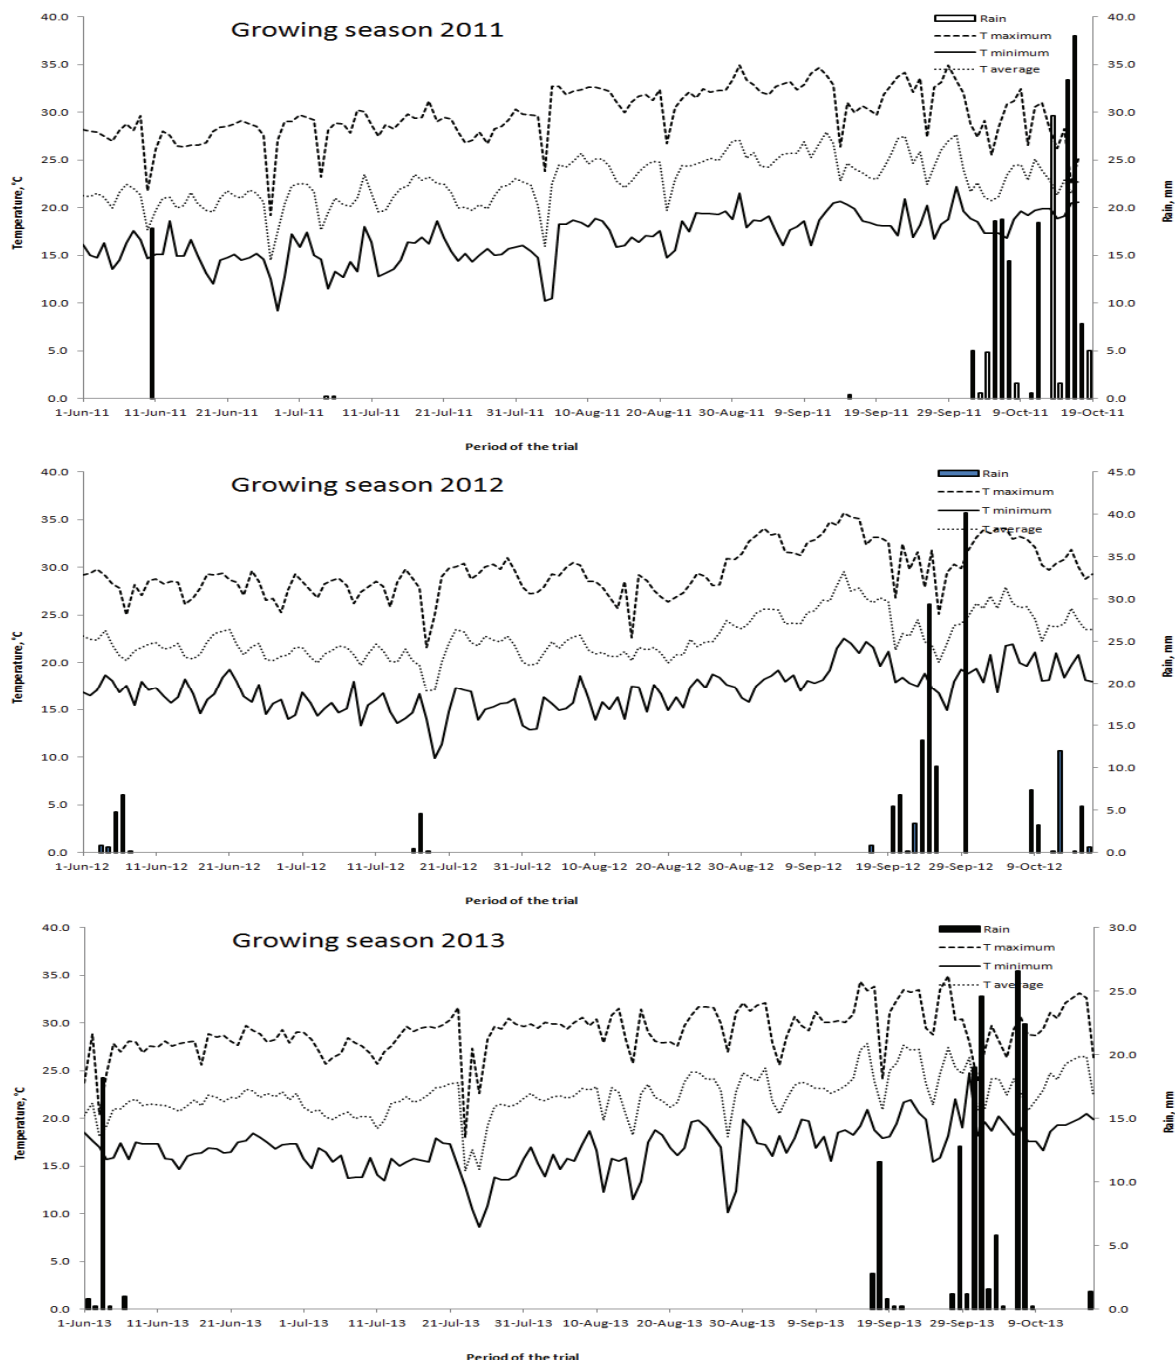 Growing season 2011
Rain
T maximum
T minimum
T average
40.0
35.0
30.0
25.0
20.0
15.0
10.0
5.0
0.0
Temperature, °C
40.0
35.0
30.0
25.0
20.0
15.0
10.0
5.0
0.0
Rain, mm
1-Jun-11 11-Jun-11 21-Jun-11 1-Jul-11 11-Jul-11 21-Jul-11 31-Jul-11 10-Aug-11 20-Aug-11 30-Aug-11 9-Sep-11 19-Sep-11 29-Sep-11 9-Oct-11 19-Oct-11
Period of the trial
Growing season 2012
Rain
T maximum
T minimum
T average
40.0
35.0
30.0
25.0
20.0
15.0
10.0
5.0
0.0
Temperature, °C
45.0
40.0
35.0
30.0
25.0
20.0
15.0
10.0
5.0
0.0
Rain, mm
1-Jun-12 11-Jun-12 21-Jun-12 1-Jul-12 11-Jul-12 21-Jul-12 31-Jul-12 10-Aug-12 20-Aug-12 30-Aug-12 9-Sep-12 19-Sep-12 29-Sep-12 9-Oct-12
Period of the trial
Growing season 2013
Rain
T maximum
T minimum
T average
40.0
35.0
30.0
25.0
20.0
15.0
10.0
5.0
0.0
Temperature, °C
30.0
25.0
20.0
15.0
10.0
5.0
0.0
Rain, mm
1-Jun-13 11-Jun-13 21-Jun-13 1-Jul-13 11-Jul-13 21-Jul-13 31-Jul-13 10-Aug-13 20-Aug-13 30-Aug-13 9-Sep-13 19-Sep-13 29-Sep-13 9-Oct-13
Period of the trial